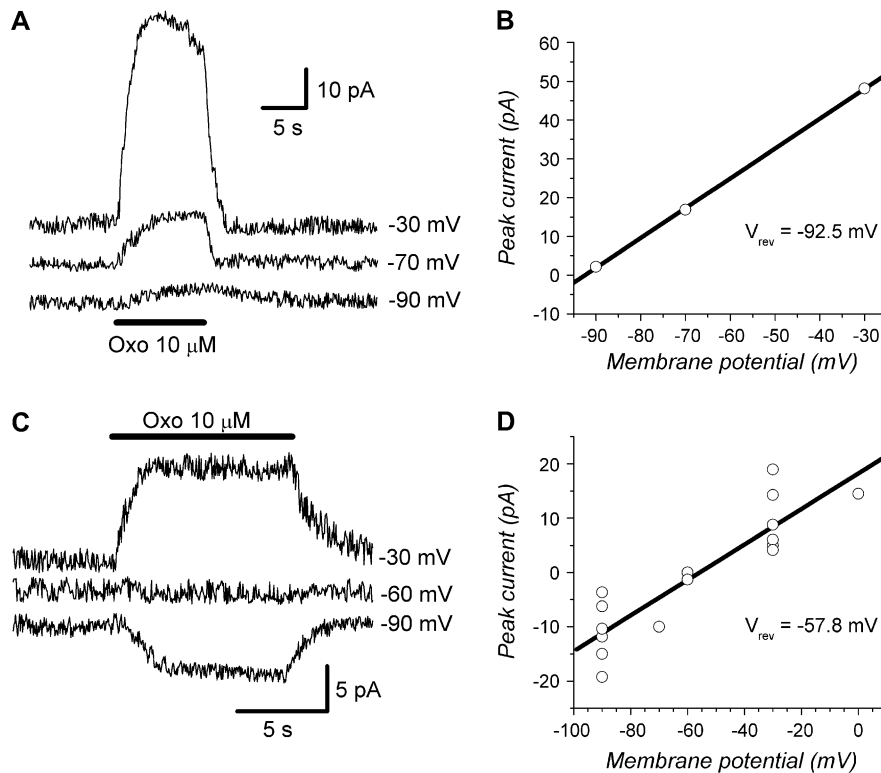 A
10 pA
5 s
-30 mV
-70 mV
-90 mV
Oxo 10 μM
B
60
50
40
30
20
10
0
-10
Peak current (pA)
V_rev = -92.5 mV
-90 -80 -70 -60 -50 -40 -30
Membrane potential (mV)
C
Oxo 10 μM
-30 mV
-60 mV
-90 mV
5 pA
5 s
D
20
10
0
-10
-20
Peak current (pA)
V_rev = -57.8 mV
-100 -80 -60 -40 -20 0
Membrane potential (mV)